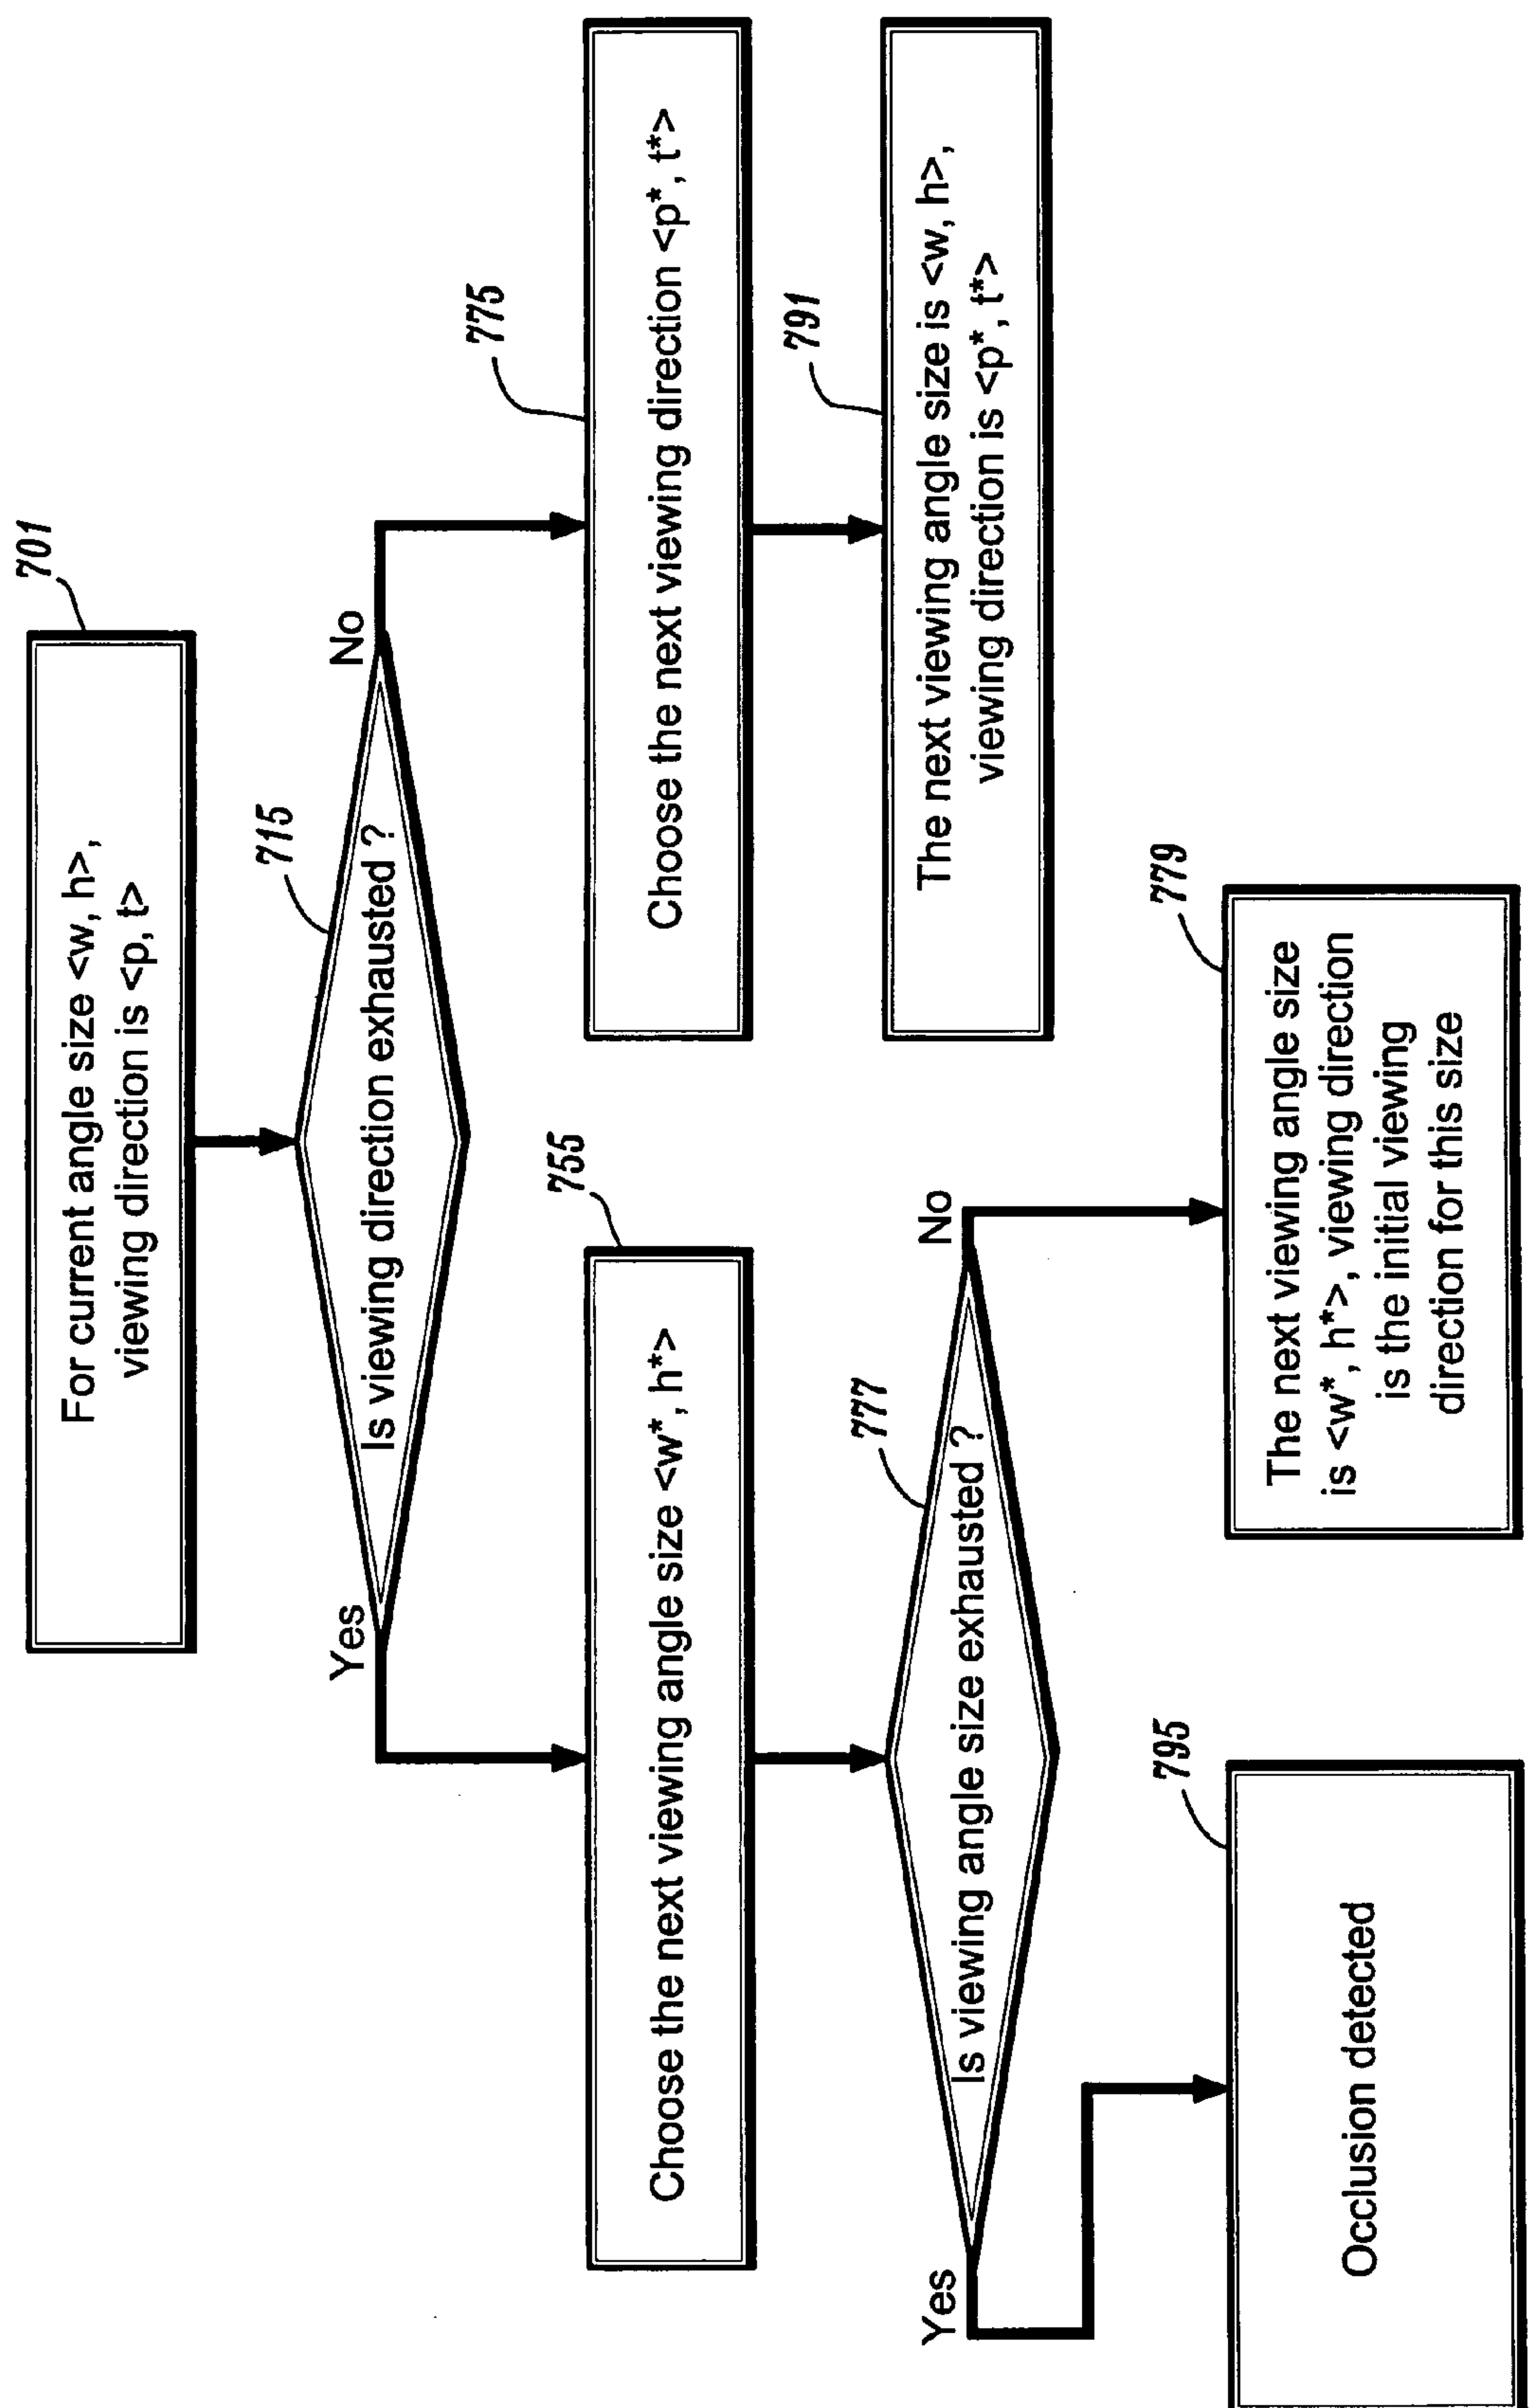 701
For current angle size <w, h>,
viewing direction is <p, t>
715
Is viewing direction exhausted ?
Yes
No
755
Choose the next viewing angle size <w*, h*>
775
Choose the next viewing direction <p*, t*>
777
Is viewing angle size exhausted ?
Yes
No
791
The next viewing angle size is <w, h>,
viewing direction is <p*, t*>
795
Occlusion detected
779
The next viewing angle size
is <w*, h*>, viewing direction
is the initial viewing
direction for this size